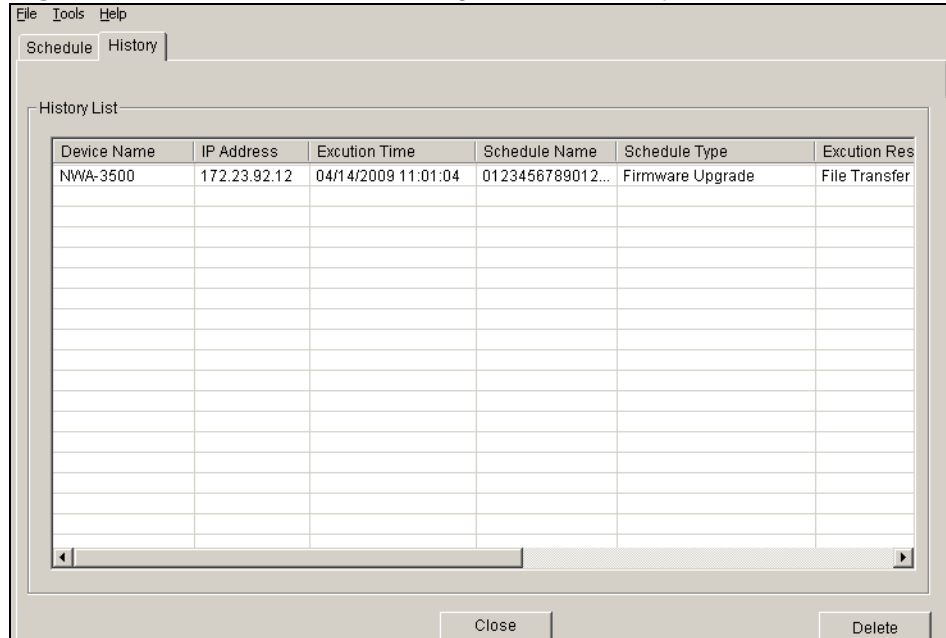 File Tools Help
Schedule History
History List
Device Name IP Address Excution Time Schedule Name Schedule Type Excution Res
NWA-3500 172.23.92.12 04/14/2009 11:01:04 0123456789012... Firmware Upgrade File Transfer
Close Delete